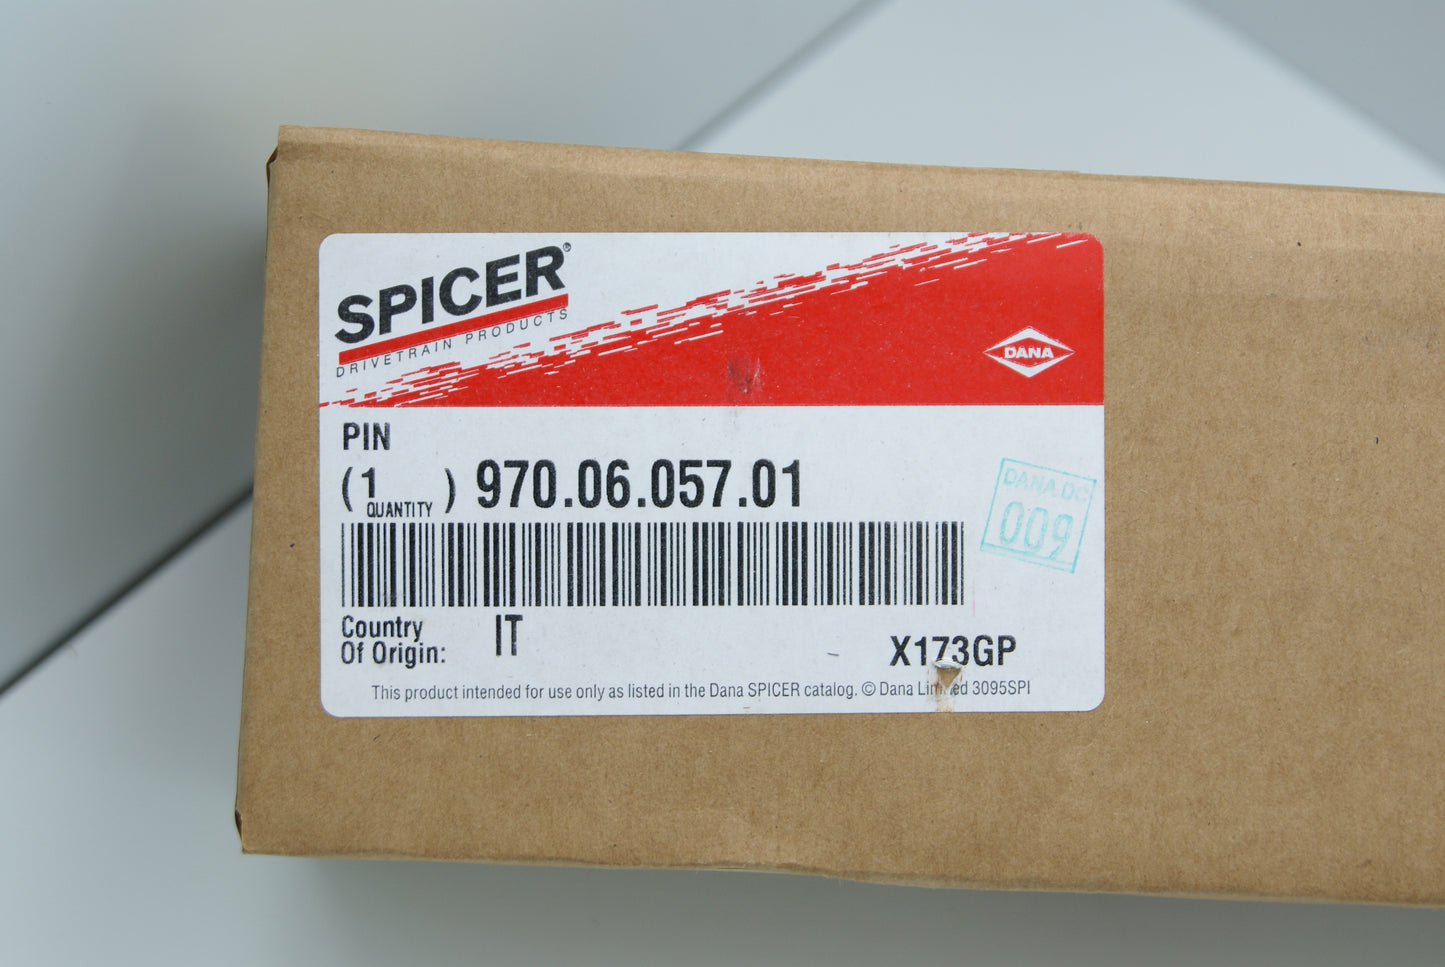 SPICER®
DRIVETRAIN PRODUCTS
DANA
PIN
(1 ) 970.06.057.01
QUANTITY
DANA DC
009
Country
Of Origin: IT
X173GP
This product intended for use only as listed in the Dana SPICER catalog. © Dana Limited 3095SPI